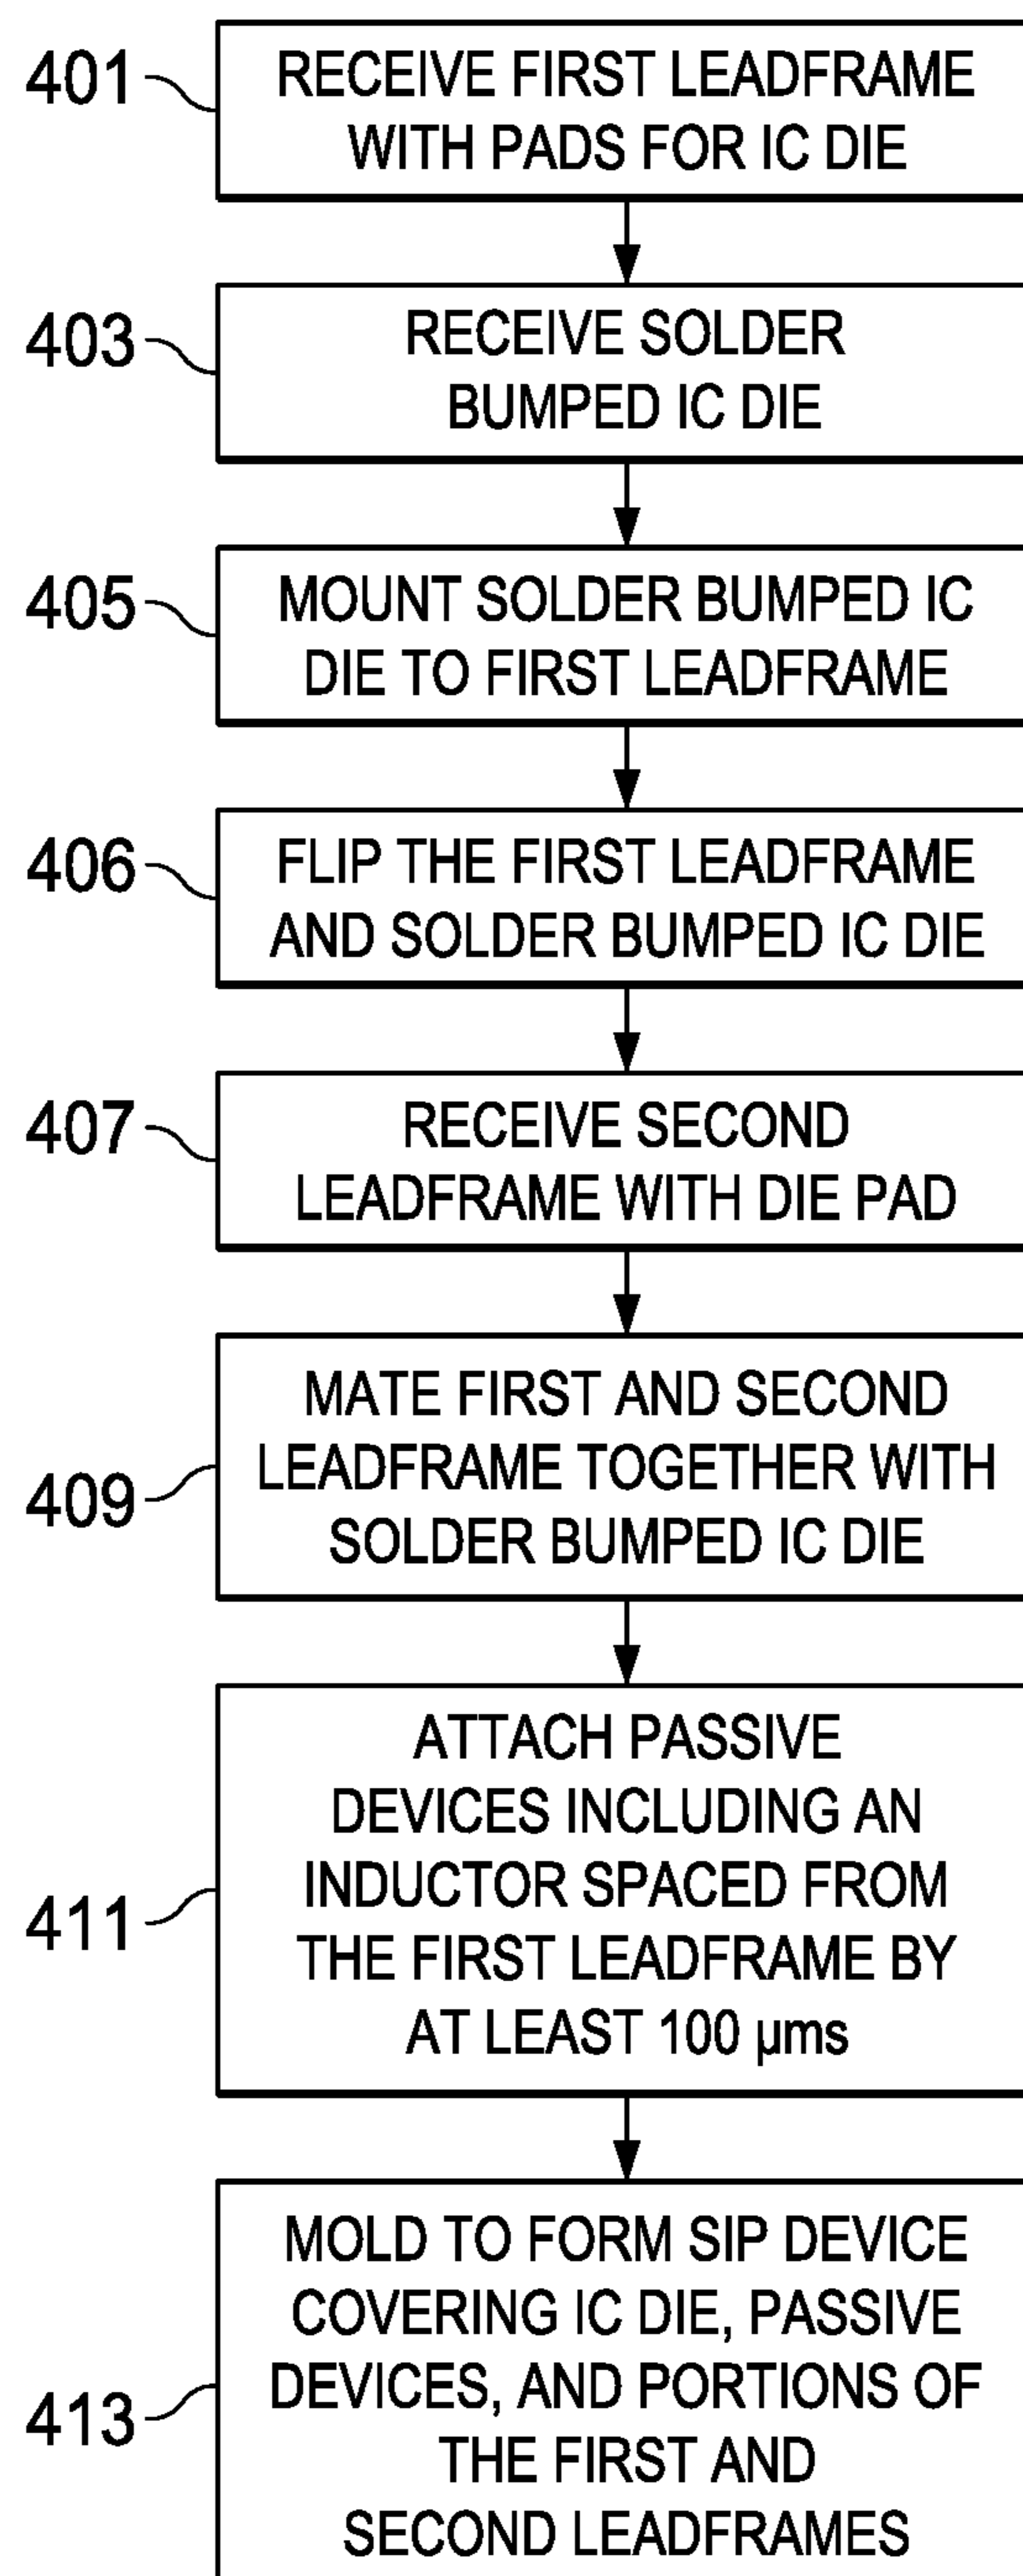 401
RECEIVE FIRST LEADFRAME
WITH PADS FOR IC DIE
403
RECEIVE SOLDER
BUMPED IC DIE
405
MOUNT SOLDER BUMPED IC
DIE TO FIRST LEADFRAME
406
FLIP THE FIRST LEADFRAME
AND SOLDER BUMPED IC DIE
407
RECEIVE SECOND
LEADFRAME WITH DIE PAD
409
MATE FIRST AND SECOND
LEADFRAME TOGETHER WITH
SOLDER BUMPED IC DIE
411
ATTACH PASSIVE
DEVICES INCLUDING AN
INDUCTOR SPACED FROM
THE FIRST LEADFRAME BY
AT LEAST 100 µms
413
MOLD TO FORM SIP DEVICE
COVERING IC DIE, PASSIVE
DEVICES, AND PORTIONS OF
THE FIRST AND
SECOND LEADFRAMES